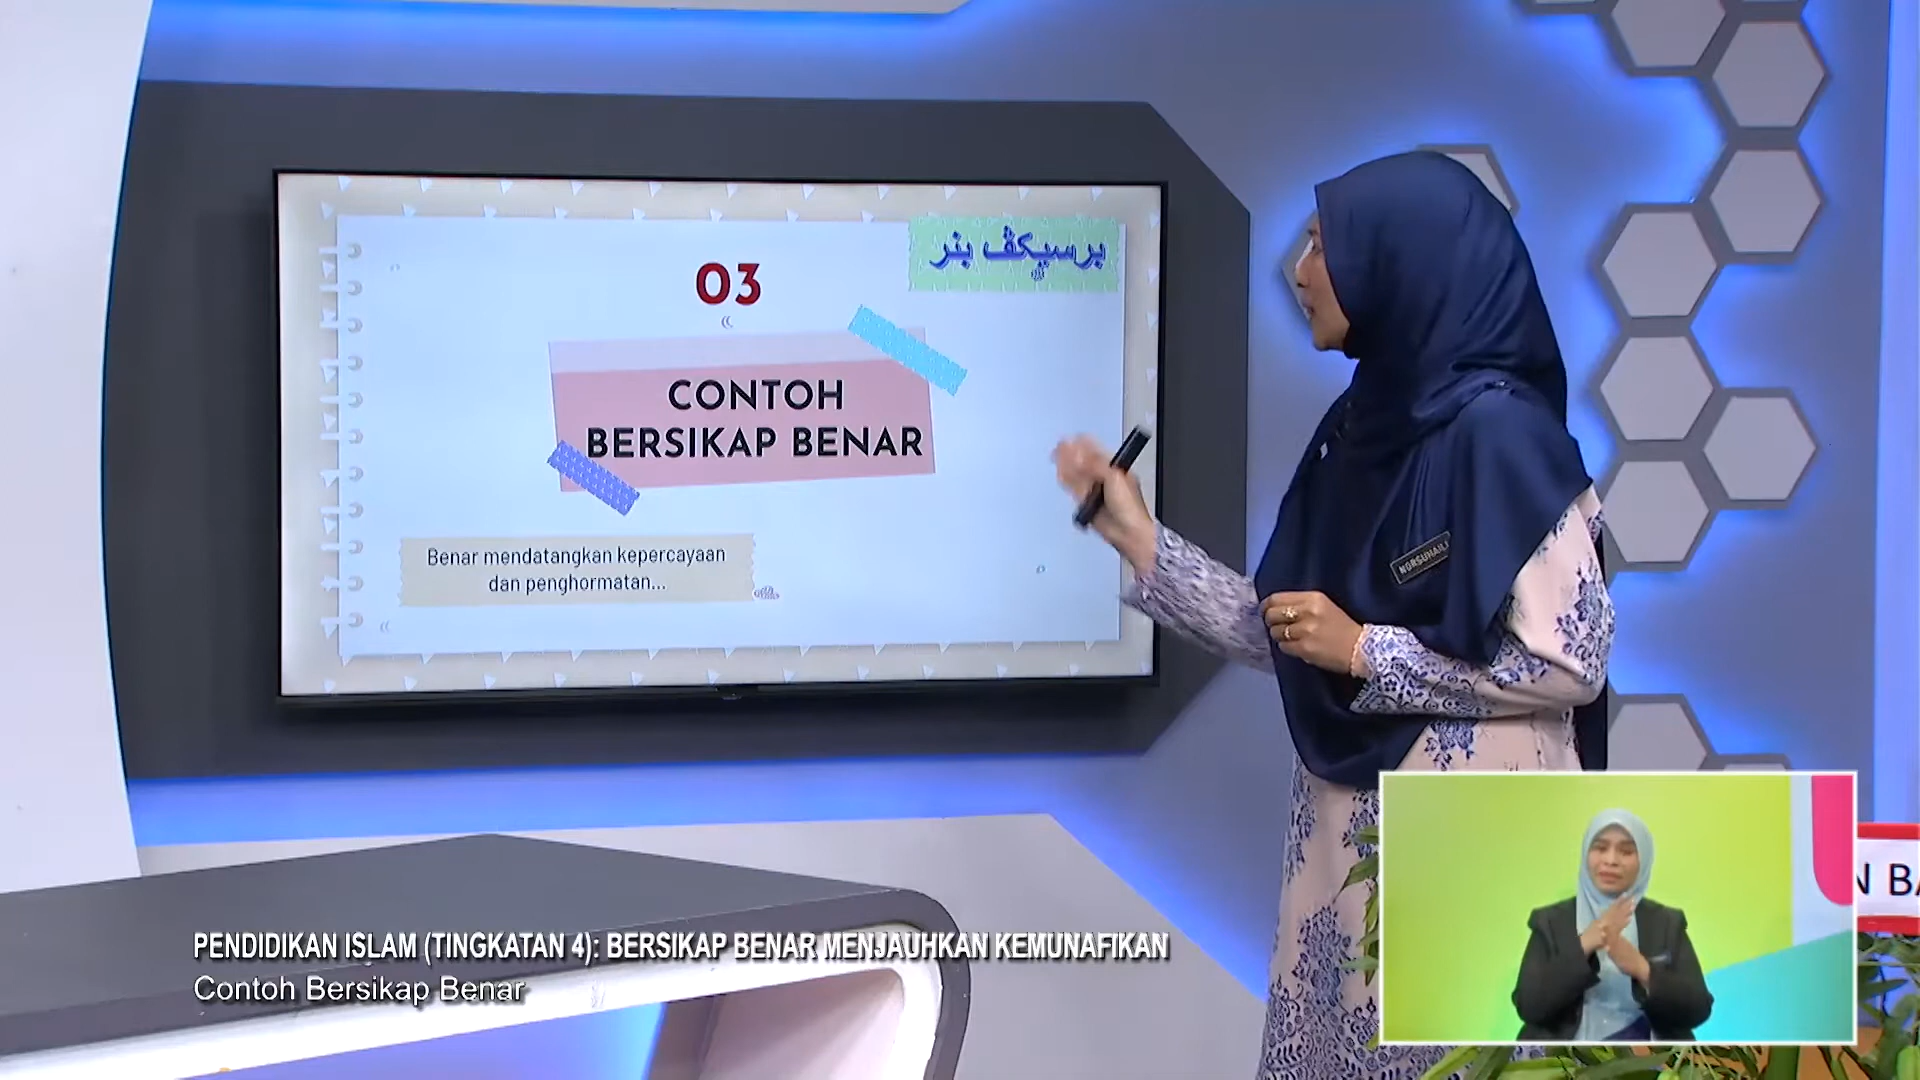 برسيکڤ بنر
03
CONTOH
BERSIKAP BENAR
Benar mendatangkan kepercayaan
dan penghormatan...
NORSUHAILI
N BA
PENDIDIKAN ISLAM (TINGKATAN 4): BERSIKAP BENAR MENJAUHKAN KEMUNAFIKAN
Contoh Bersikap Benar